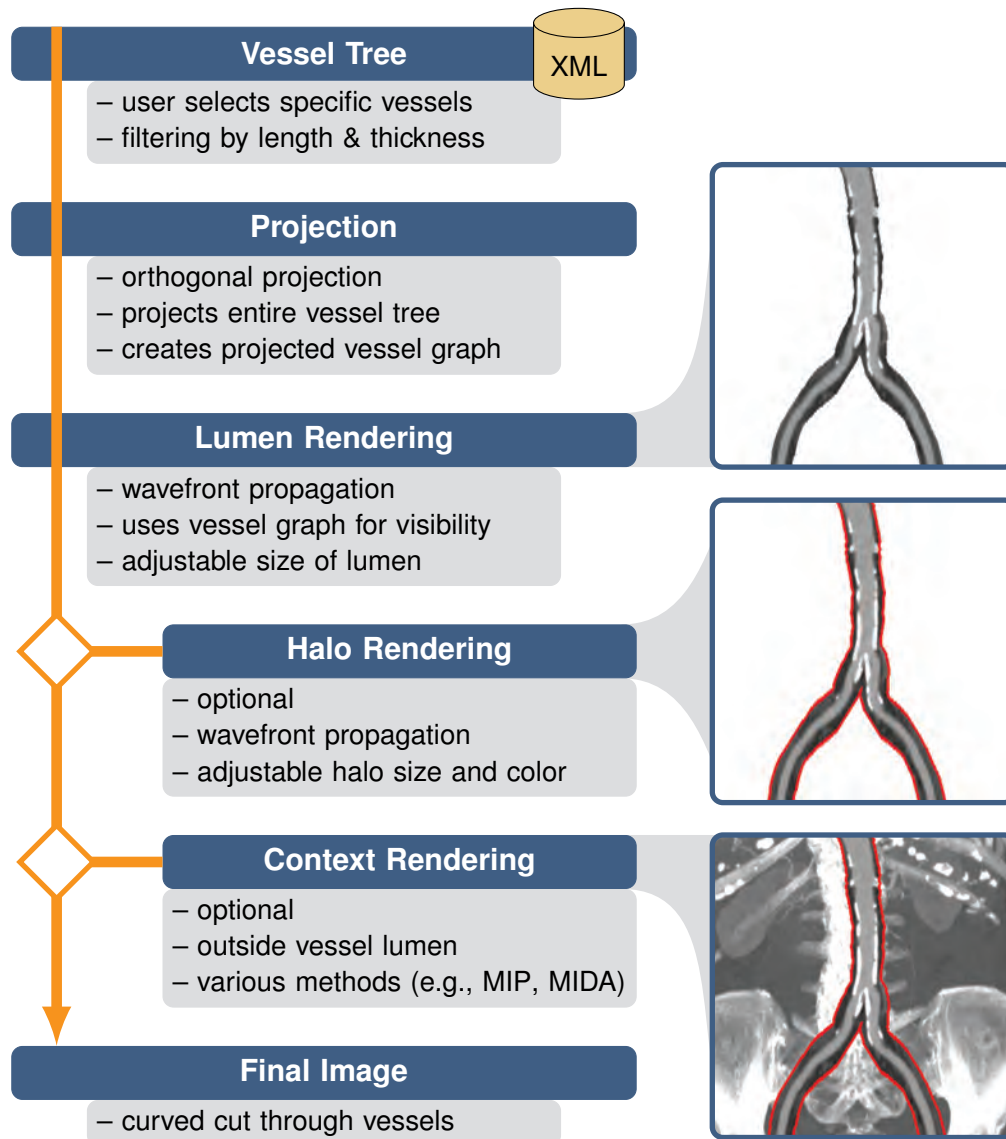 Vessel Tree
XML
– user selects specific vessels
– filtering by length & thickness
Projection
– orthogonal projection
– projects entire vessel tree
– creates projected vessel graph
Lumen Rendering
– wavefront propagation
– uses vessel graph for visibility
– adjustable size of lumen
Halo Rendering
– optional
– wavefront propagation
– adjustable halo size and color
Context Rendering
– optional
– outside vessel lumen
– various methods (e.g., MIP, MIDA)
Final Image
– curved cut through vessels